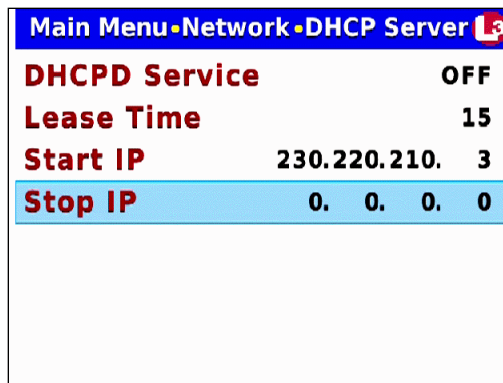 Main Menu•Network•DHCP Server L3
DHCPD Service OFF
Lease Time 15
Start IP 230.220.210. 3
Stop IP 0. 0. 0. 0